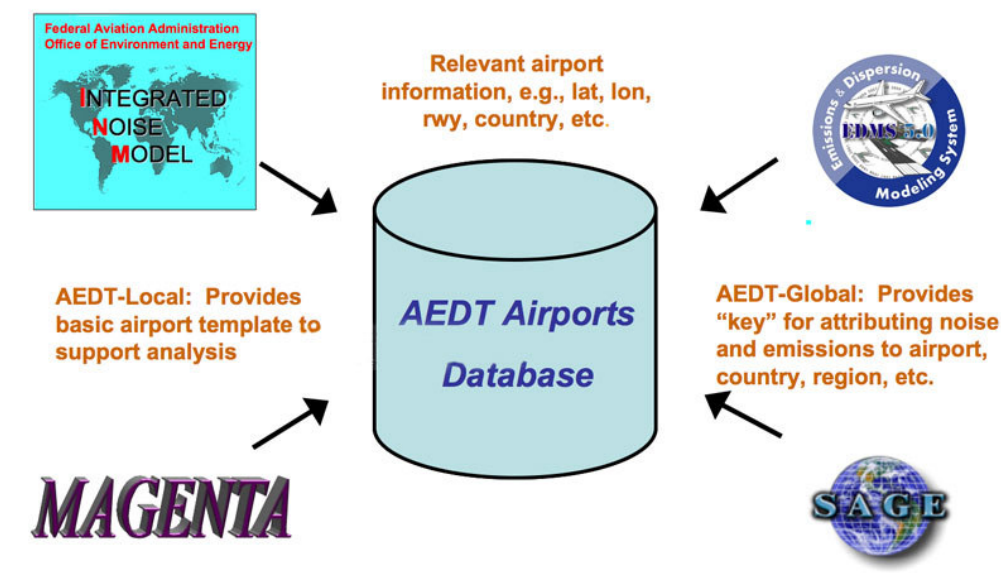 Federal Aviation Administration
Office of Environment and Energy
INTEGRATED
NOISE
MODEL
Relevant airport
information, e.g., lat, lon,
rwy, country, etc.
Emissions & Dispersion
EDMS 5.0
Modeling System
AEDT-Local: Provides
basic airport template to
support analysis
AEDT Airports
Database
AEDT-Global: Provides
“key” for attributing noise
and emissions to airport,
country, region, etc.
MAGENTA
SAGE